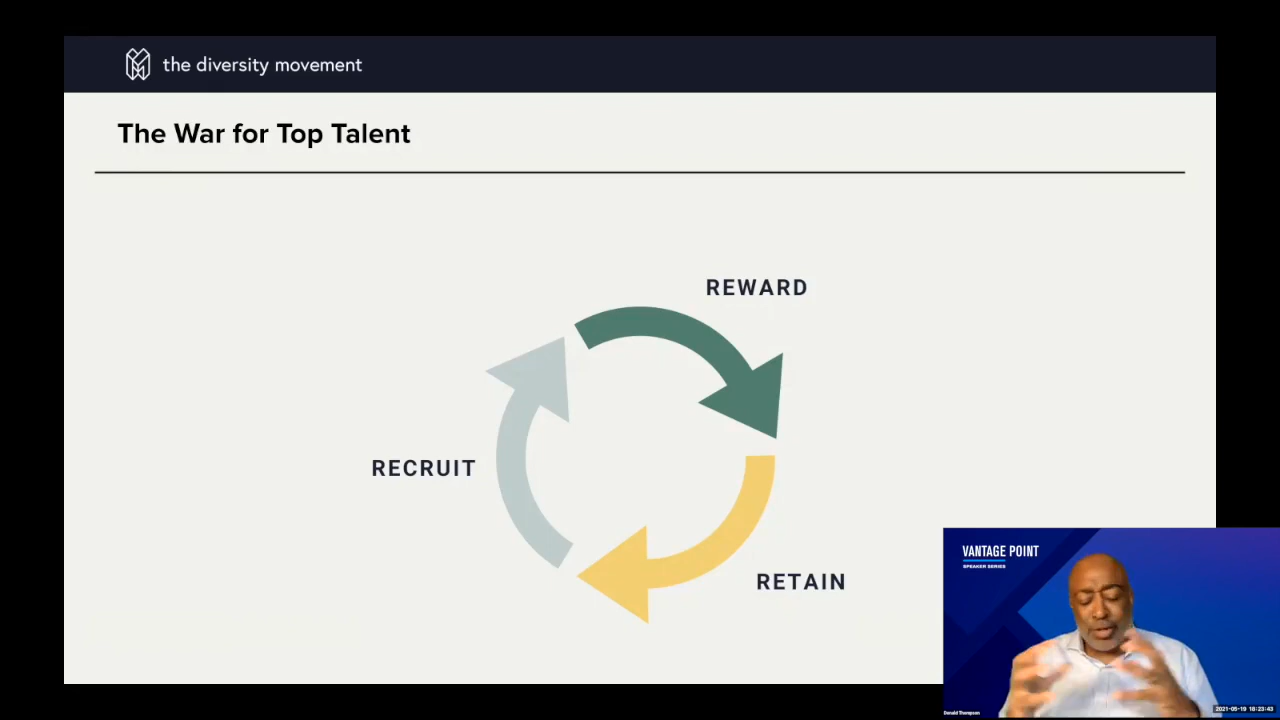 the diversity movement
The War for Top Talent
REWARD
RECRUIT
RETAIN
VANTAGE POINT
SPEAKER SERIES
Donald Thompson
2021-05-19 18:23:43